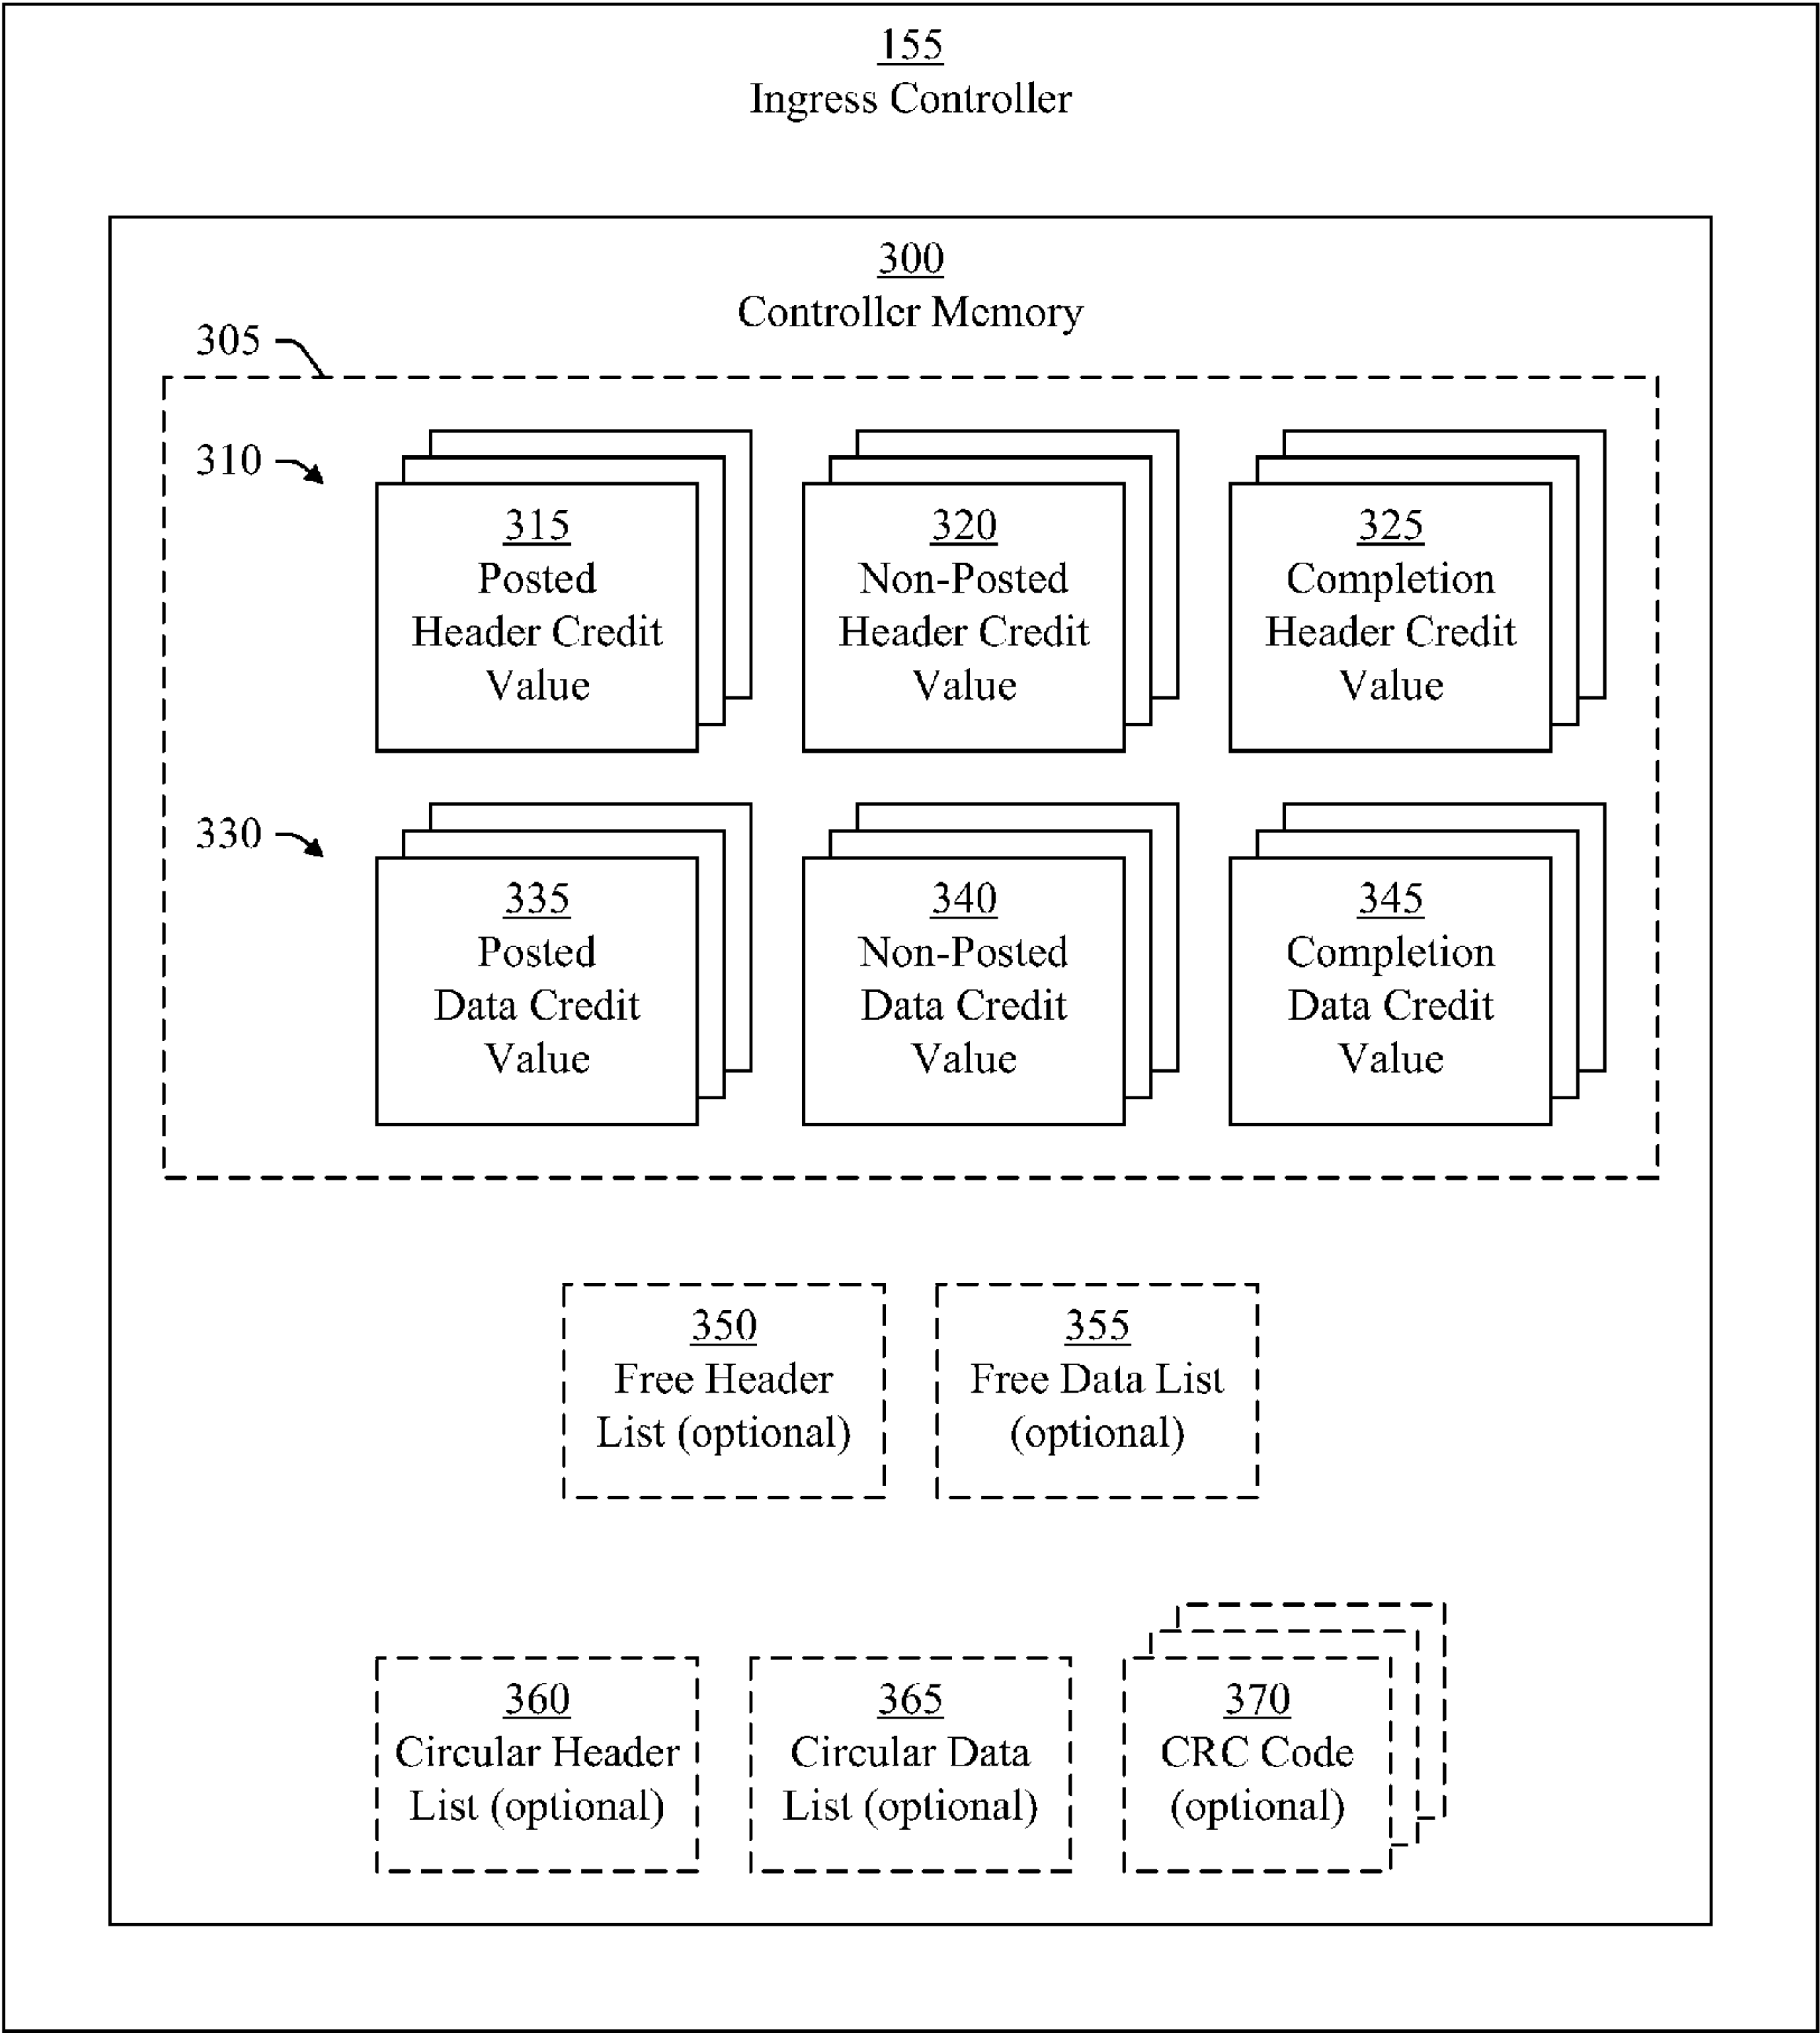 155
Ingress Controller
300
Controller Memory
305
310
315
Posted
Header Credit
Value
320
Non-Posted
Header Credit
Value
325
Completion
Header Credit
Value
330
335
Posted
Data Credit
Value
340
Non-Posted
Data Credit
Value
345
Completion
Data Credit
Value
350
Free Header
List (optional)
355
Free Data List
(optional)
360
Circular Header
List (optional)
365
Circular Data
List (optional)
370
CRC Code
(optional)